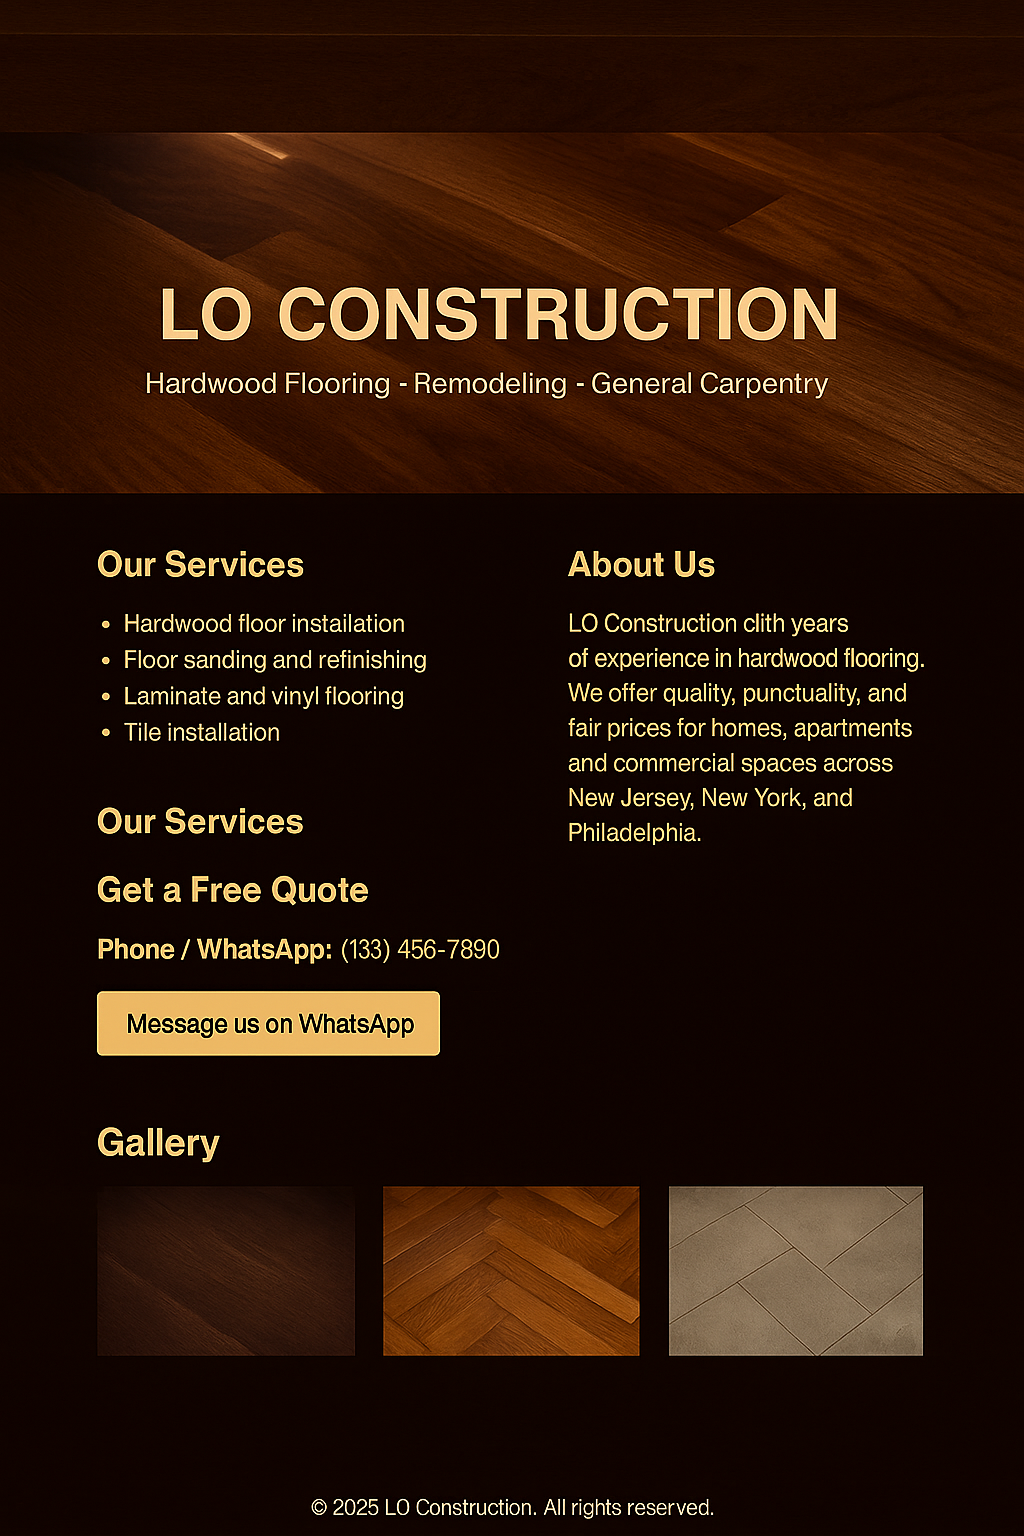 LO CONSTRUCTION
Hardwood Flooring - Remodeling - General Carpentry
Our Services
• Hardwood floor instailation
• Floor sanding and refinishing
• Laminate and vinyl flooring
• Tile installation
Our Services
Get a Free Quote
Phone / WhatsApp: (133) 456-7890
Message us on WhatsApp
About Us
LO Construction clith years
of experience in hardwood flooring.
We offer quality, punctuality, and
fair prices for homes, apartments
and commercial spaces across
New Jersey, New York, and
Philadelphia.
Gallery
© 2025 LO Construction. All rights reserved.